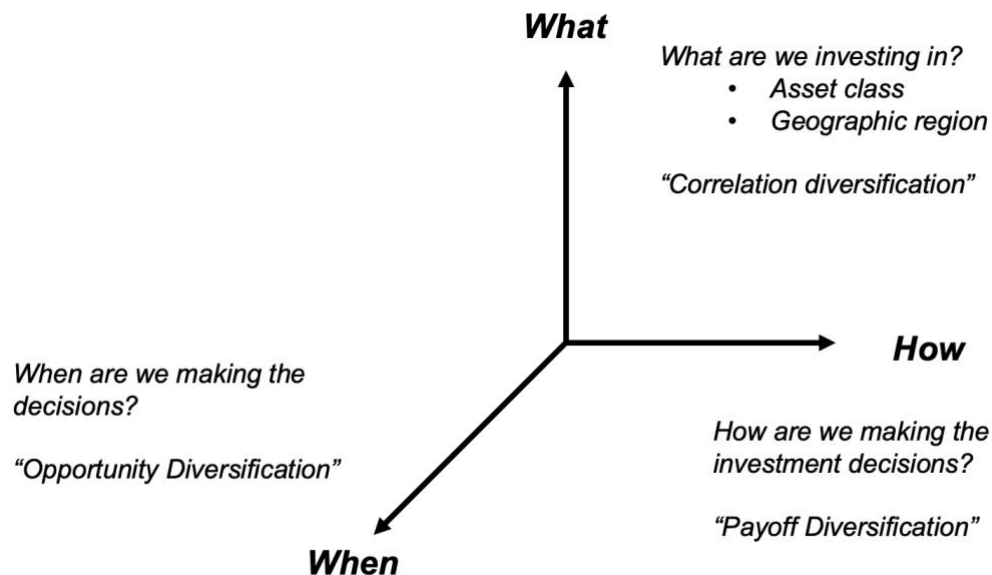 What
What are we investing in?
• Asset class
• Geographic region
“Correlation diversification”
How
When are we making the
decisions?
“Opportunity Diversification”
How are we making the
investment decisions?
“Payoff Diversification”
When